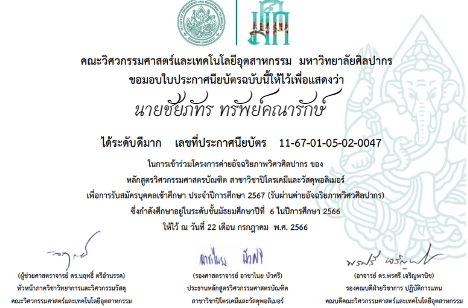 คณะวิศวกรรมศาสตร์และเทคโนโลยีอุตสาหกรรม มหาวิทยาลัยศิลปากร
ขอมอบใบประกาศนียบัตรฉบับนี้ให้ไว้เพื่อแสดงว่า
นายชัยภัทร ทรัพย์คณารักษ์
ได้ระดับดีมาก เลขที่ประกาศนียบัตร 11-67-01-05-02-0047
ในการเข้าร่วมโครงการค่ายอัจฉริยภาพวิศวศิลปากร ของ
หลักสูตรวิศวกรรมศาสตรบัณฑิต สาขาวิชาปิโตรเคมีและวัสดุพอลิเมอร์
เพื่อการรับสมัครบุคคลเข้าศึกษา ประจำปีการศึกษา 2567 (รับผ่านค่ายอัจฉริยภาพวิศวศิลปากร)
ซึ่งกำลังศึกษาอยู่ในระดับชั้นมัธยมศึกษาปีที่ 6 ในปีการศึกษา 2566
ให้ไว้ ณ วันที่ 22 เดือน กรกฎาคม พ.ศ. 2566
(ผู้ช่วยศาสตราจารย์ ดร.นฤทธิ์ ตรีอำนรรค) (รองศาสตราจารย์ อาจาไมย บัวศรี) (อาจารย์ ดร.พรศรี เจริญพานิช)
หัวหน้าภาควิชาวิทยาการและวิศวกรรมวัสดุ ประธานหลักสูตรวิศวกรรมศาสตรบัณฑิต รองคณบดีฝ่ายวิชาการ ปฏิบัติการแทน
คณะวิศวกรรมศาสตร์และเทคโนโลยีอุตสาหกรรม สาขาวิชาปิโตรเคมีและวัสดุพอลิเมอร์ คณบดีคณะวิศวกรรมศาสตร์และเทคโนโลยีอุตสาหกรรม